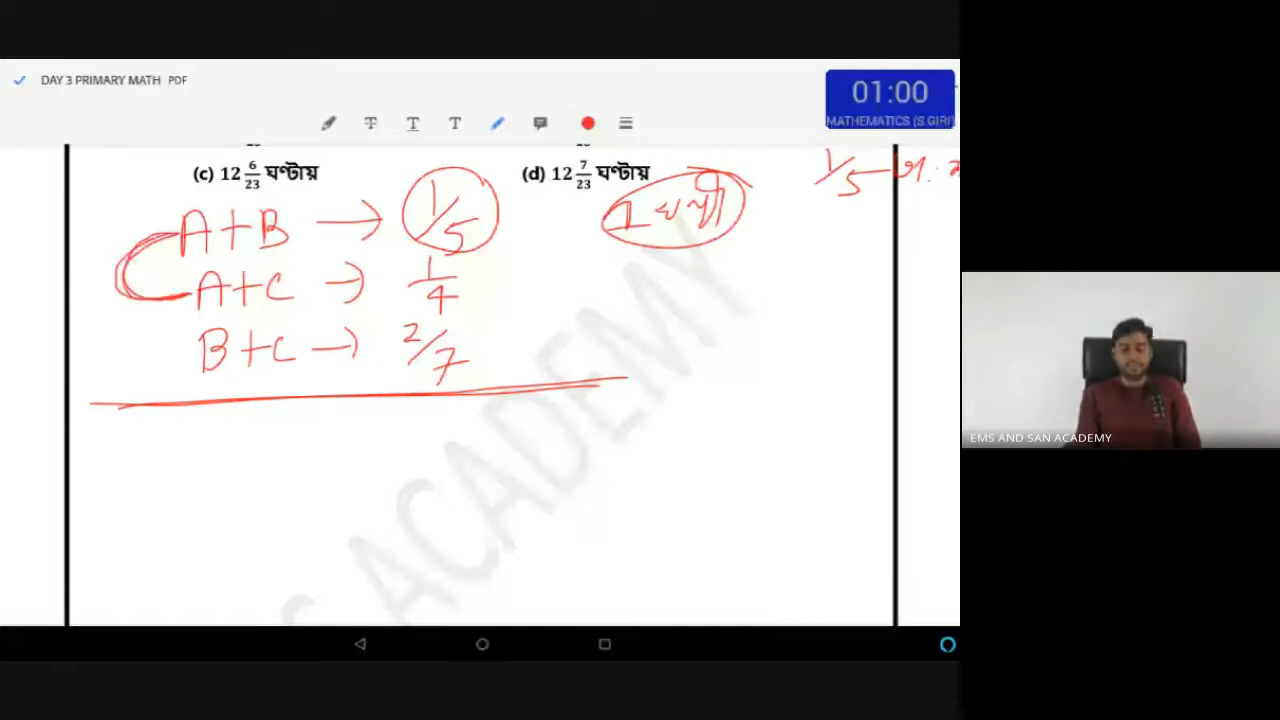 DAY 3 PRIMARY MATH PDF
01:00
MATHEMATICS (S.GIRI)
(c) 12 6/23 ঘণ্টায় (d) 12 7/23 ঘণ্টায়
A+B → 1/5
1 ঘণ্টা
1/5
A+C → 1/4
B+C → 2/7
S ACADEMY
EMS AND SAN ACADEMY